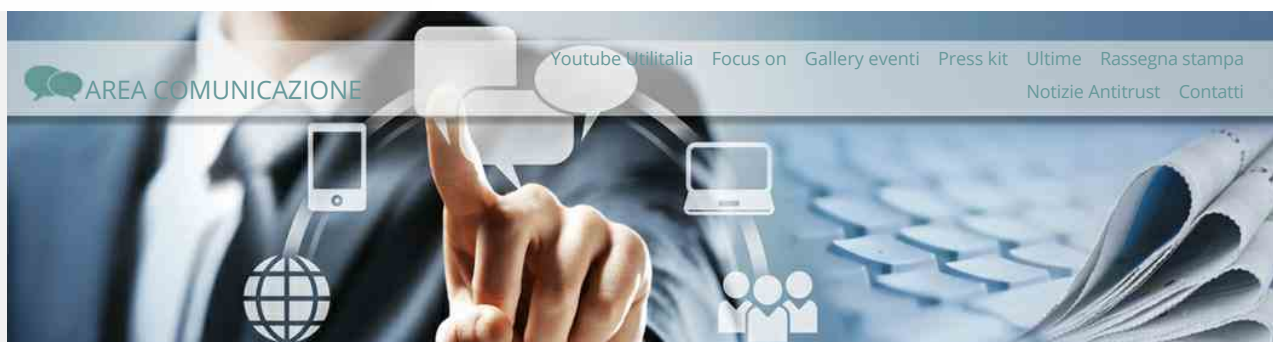 AREA COMUNICAZIONE
Youtube Utilitalia Focus on Gallery eventi Press kit Ultime Rassegna stampa
Notizie Antitrust Contatti